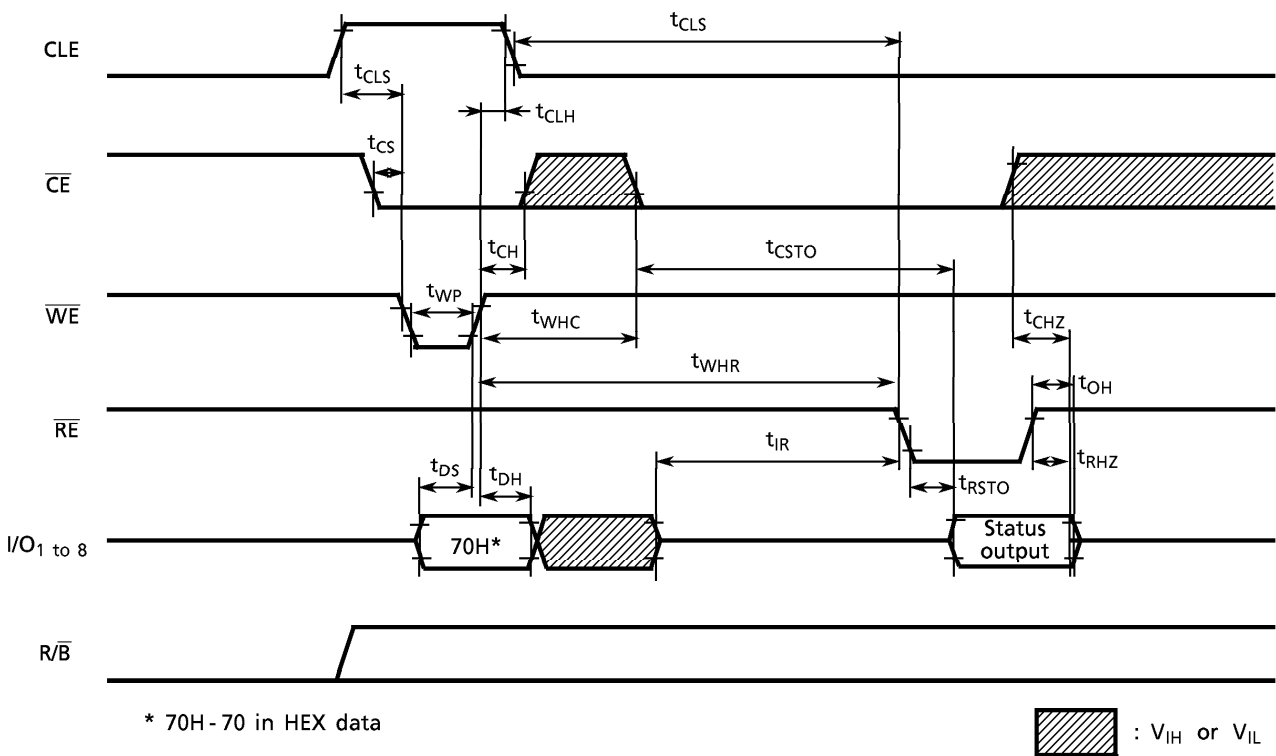 tCLS
CLE
tCLS
tCLH
tCS
CE
tCH
tCSTO
WE
tWP
tWHC
tCHZ
tWHR
tOH
RE
tIR
tRHZ
tDS
tDH
tRSTO
I/O1 to 8
70H*
Status
output
R/B
* 70H - 70 in HEX data
: VIH or VIL